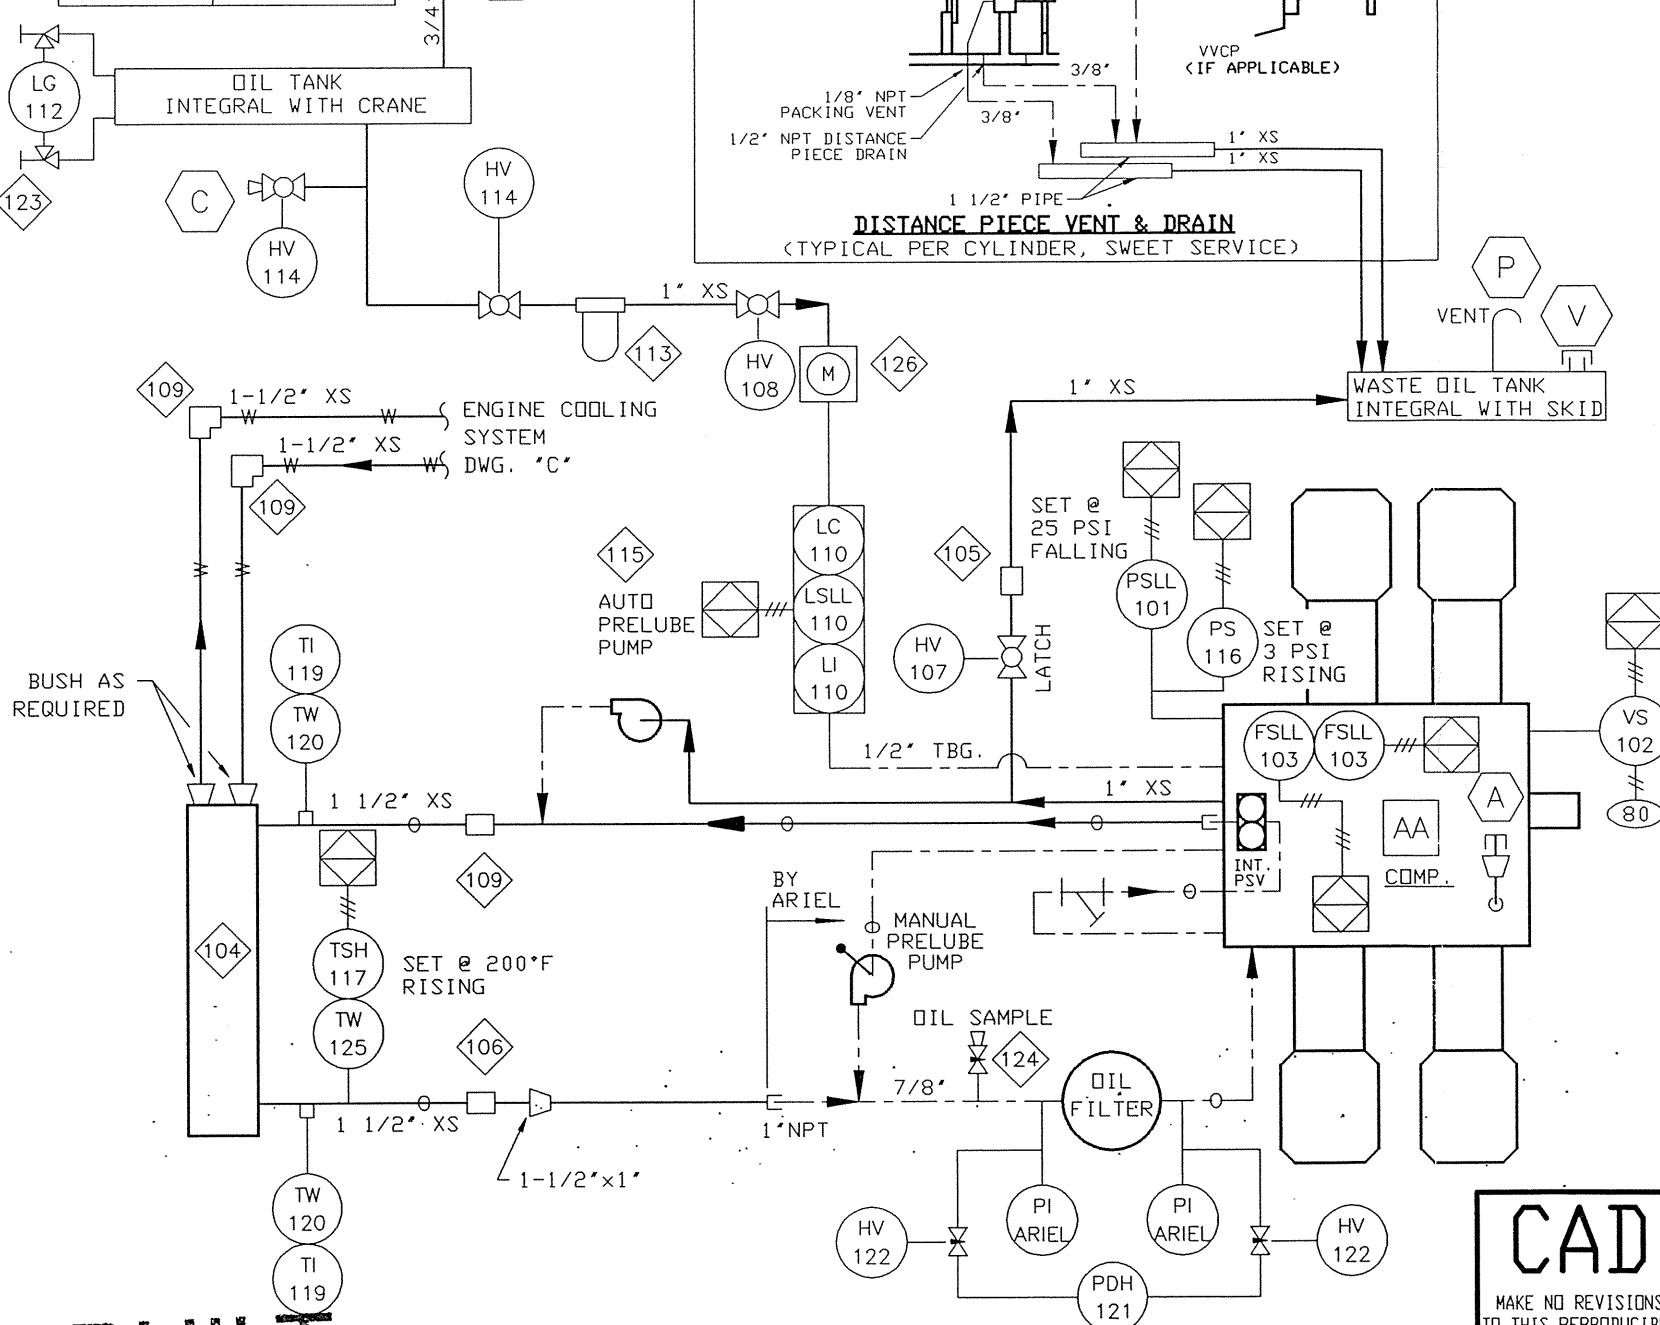 3/4"
LG
112
OIL TANK
INTEGRAL WITH CRANE
123
C
HV
114
HV
114
1" XS
113
HV
108
M
126
1/8" NPT
PACKING VENT
1/2" NPT DISTANCE
PIECE DRAIN
3/8"
3/8"
VVCP
(IF APPLICABLE)
1" XS
1" XS
1 1/2" PIPE
DISTANCE PIECE VENT & DRAIN
(TYPICAL PER CYLINDER, SWEET SERVICE)
P
VENT
V
WASTE OIL TANK
INTEGRAL WITH SKID
1" XS
109
1-1/2" XS
1-1/2" XS
ENGINE COOLING
SYSTEM
DWG. "C"
109
115
AUTO
PRELUBE
PUMP
LC
110
LSLL
110
LI
110
105
SET @
25 PSI
FALLING
PSLL
101
PS
116
SET @
3 PSI
RISING
HV
107
LATCH
BUSH AS
REQUIRED
TI
119
TW
120
1/2" TBG.
1" XS
1 1/2" XS
109
FSLL
103
FSLL
103
VS
102
80
A
AA
COMP.
INT.
PSV
104
TSH
117
TW
125
SET @ 200°F
RISING
BY
ARIEL
MANUAL
PRELUBE
PUMP
106
OIL SAMPLE
124
7/8"
OIL
FILTER
1 1/2" XS
1"NPT
1-1/2"x1"
TW
120
TI
119
PI
ARIEL
PI
ARIEL
HV
122
HV
122
PDH
121
CAD
MAKE NO REVISIONS
TO THIS REPRODUCIBLE